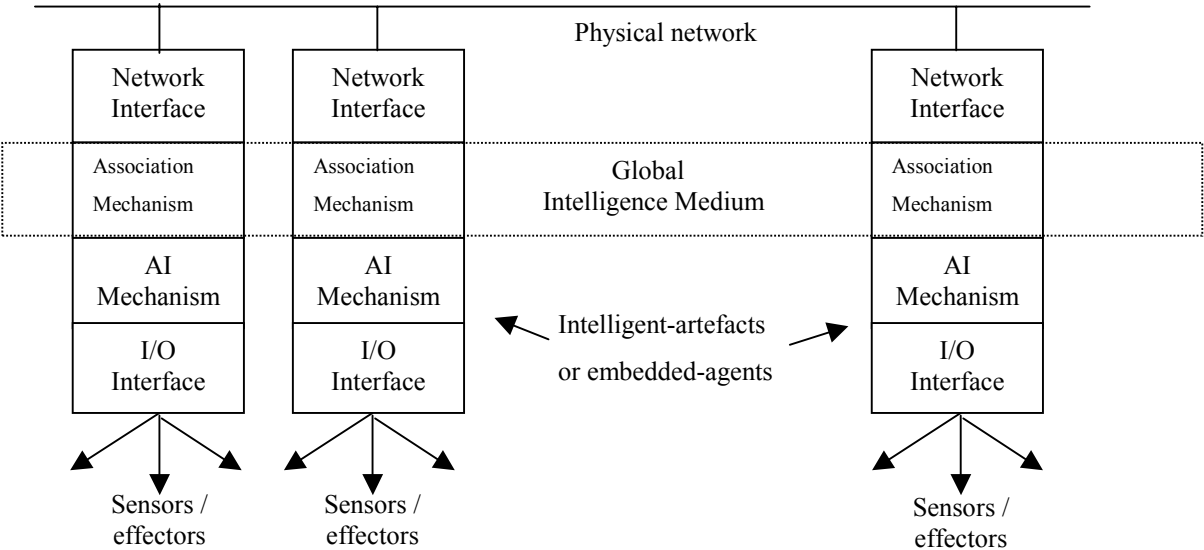 Physical network
Network
Interface
Network
Interface
Network
Interface
Association
Mechanism
Association
Mechanism
Global
Intelligence Medium
Association
Mechanism
AI
Mechanism
AI
Mechanism
AI
Mechanism
Intelligent-artefacts
or embedded-agents
I/O
Interface
I/O
Interface
I/O
Interface
Sensors /
effectors
Sensors /
effectors
Sensors /
effectors